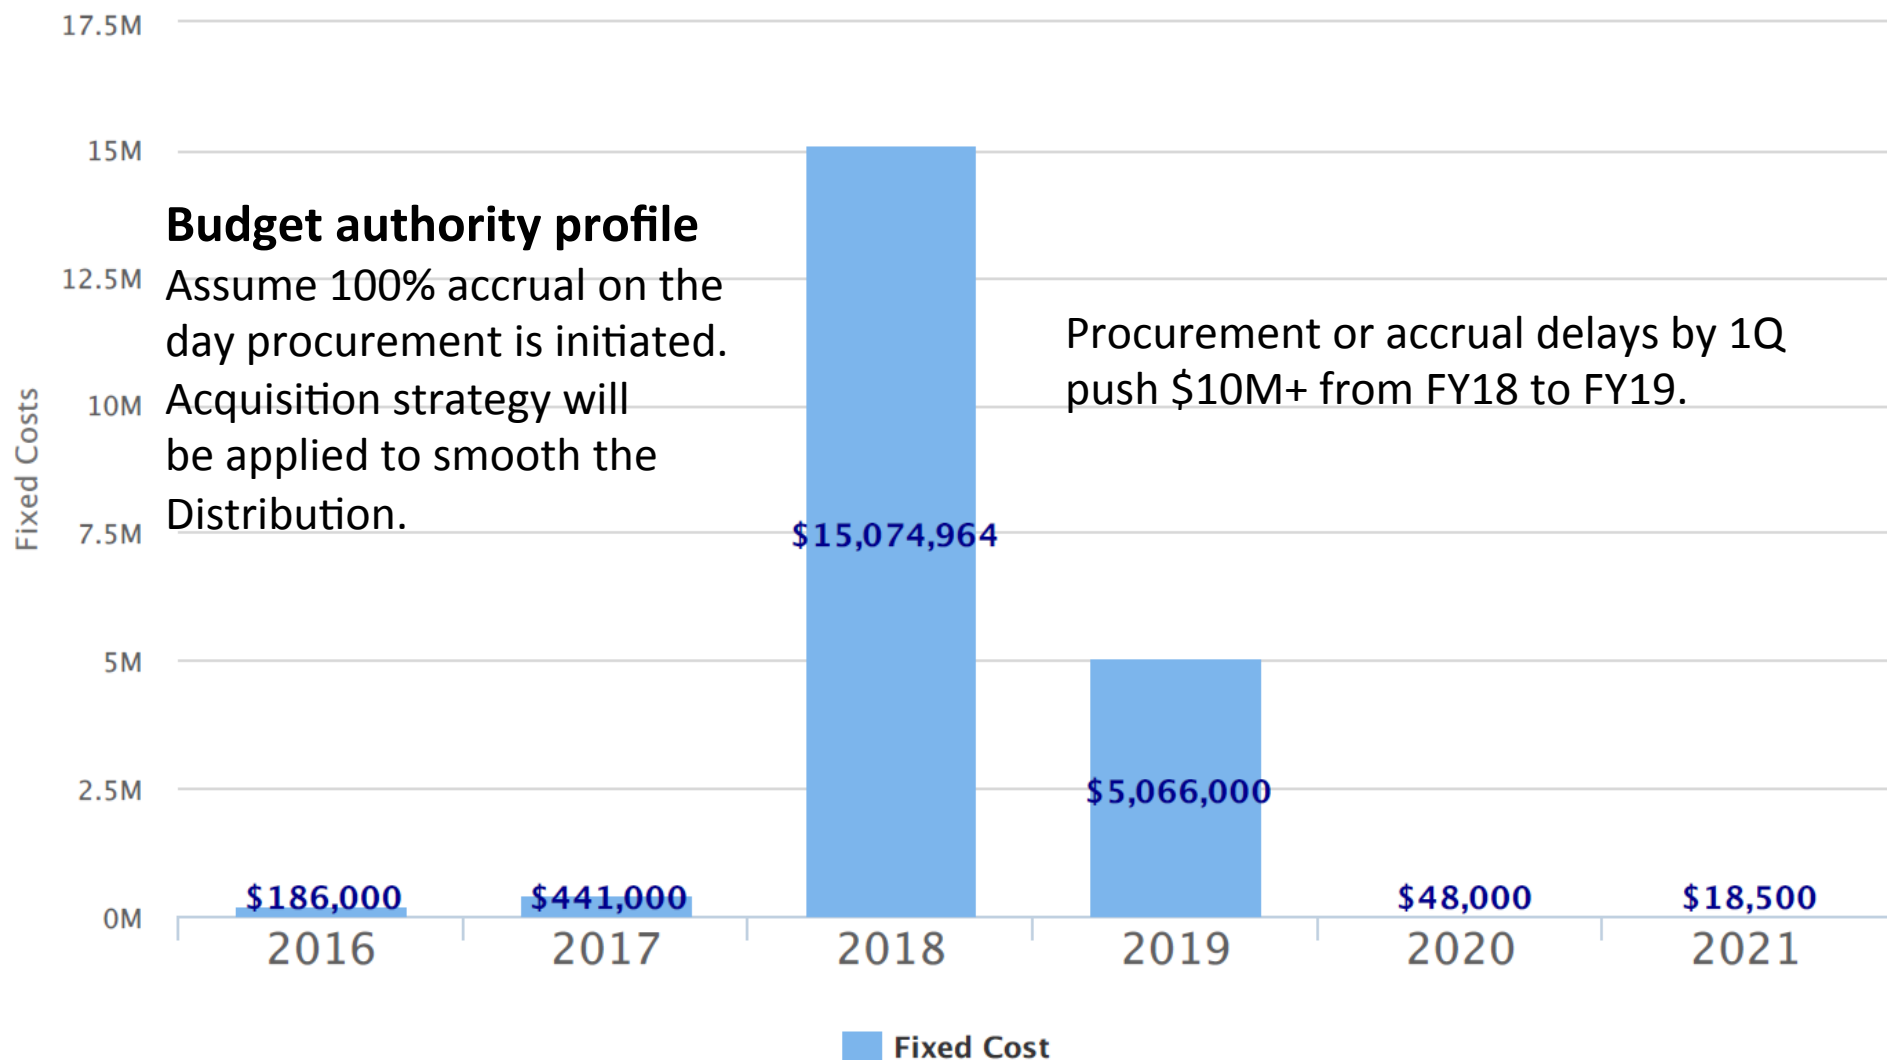 17.5M
15M
12.5M
10M
7.5M
5M
2.5M
0M
Fixed Costs
Budget authority profile
Assume 100% accrual on the
day procurement is initiated.
Acquisition strategy will
be applied to smooth the
Distribution.
Procurement or accrual delays by 1Q
push $10M+ from FY18 to FY19.
$186,000
$441,000
$15,074,964
$5,066,000
$48,000
$18,500
2016
2017
2018
2019
2020
2021
Fixed Cost